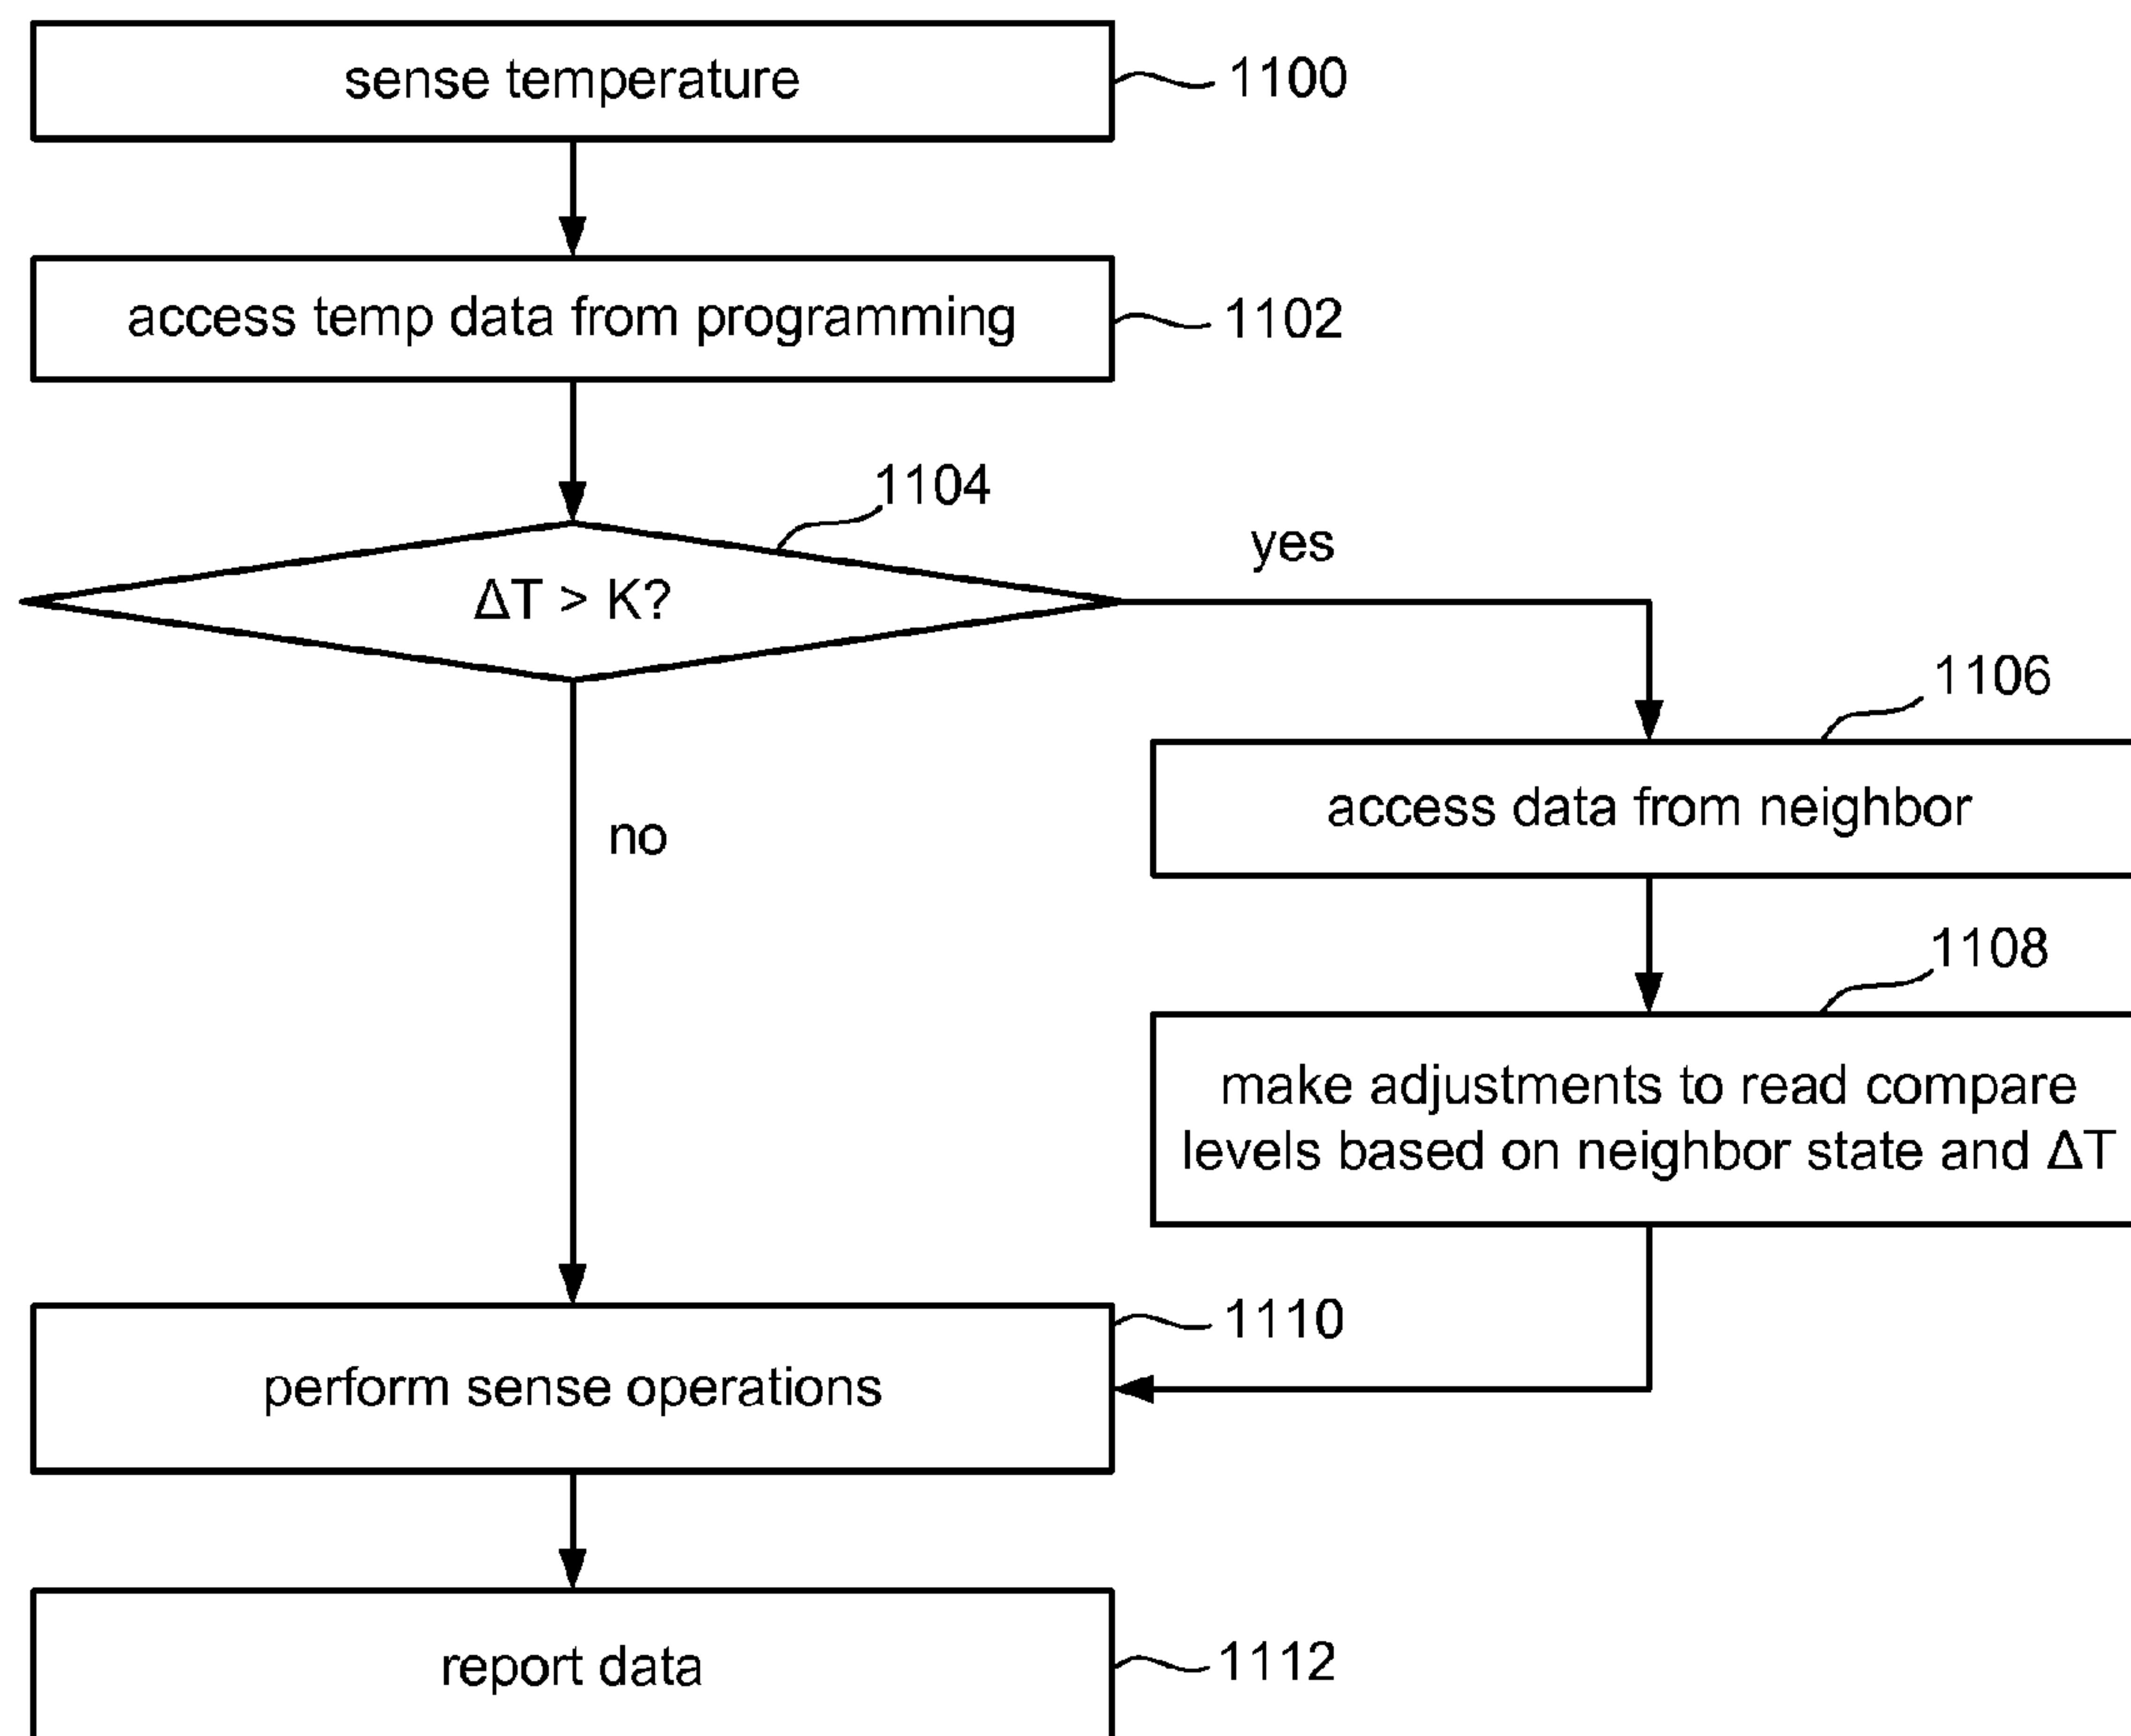 sense temperature
1100
access temp data from programming
1102
1104
ΔT > K?
yes
1106
no
access data from neighbor
1108
make adjustments to read compare
levels based on neighbor state and ΔT
1110
perform sense operations
report data
1112